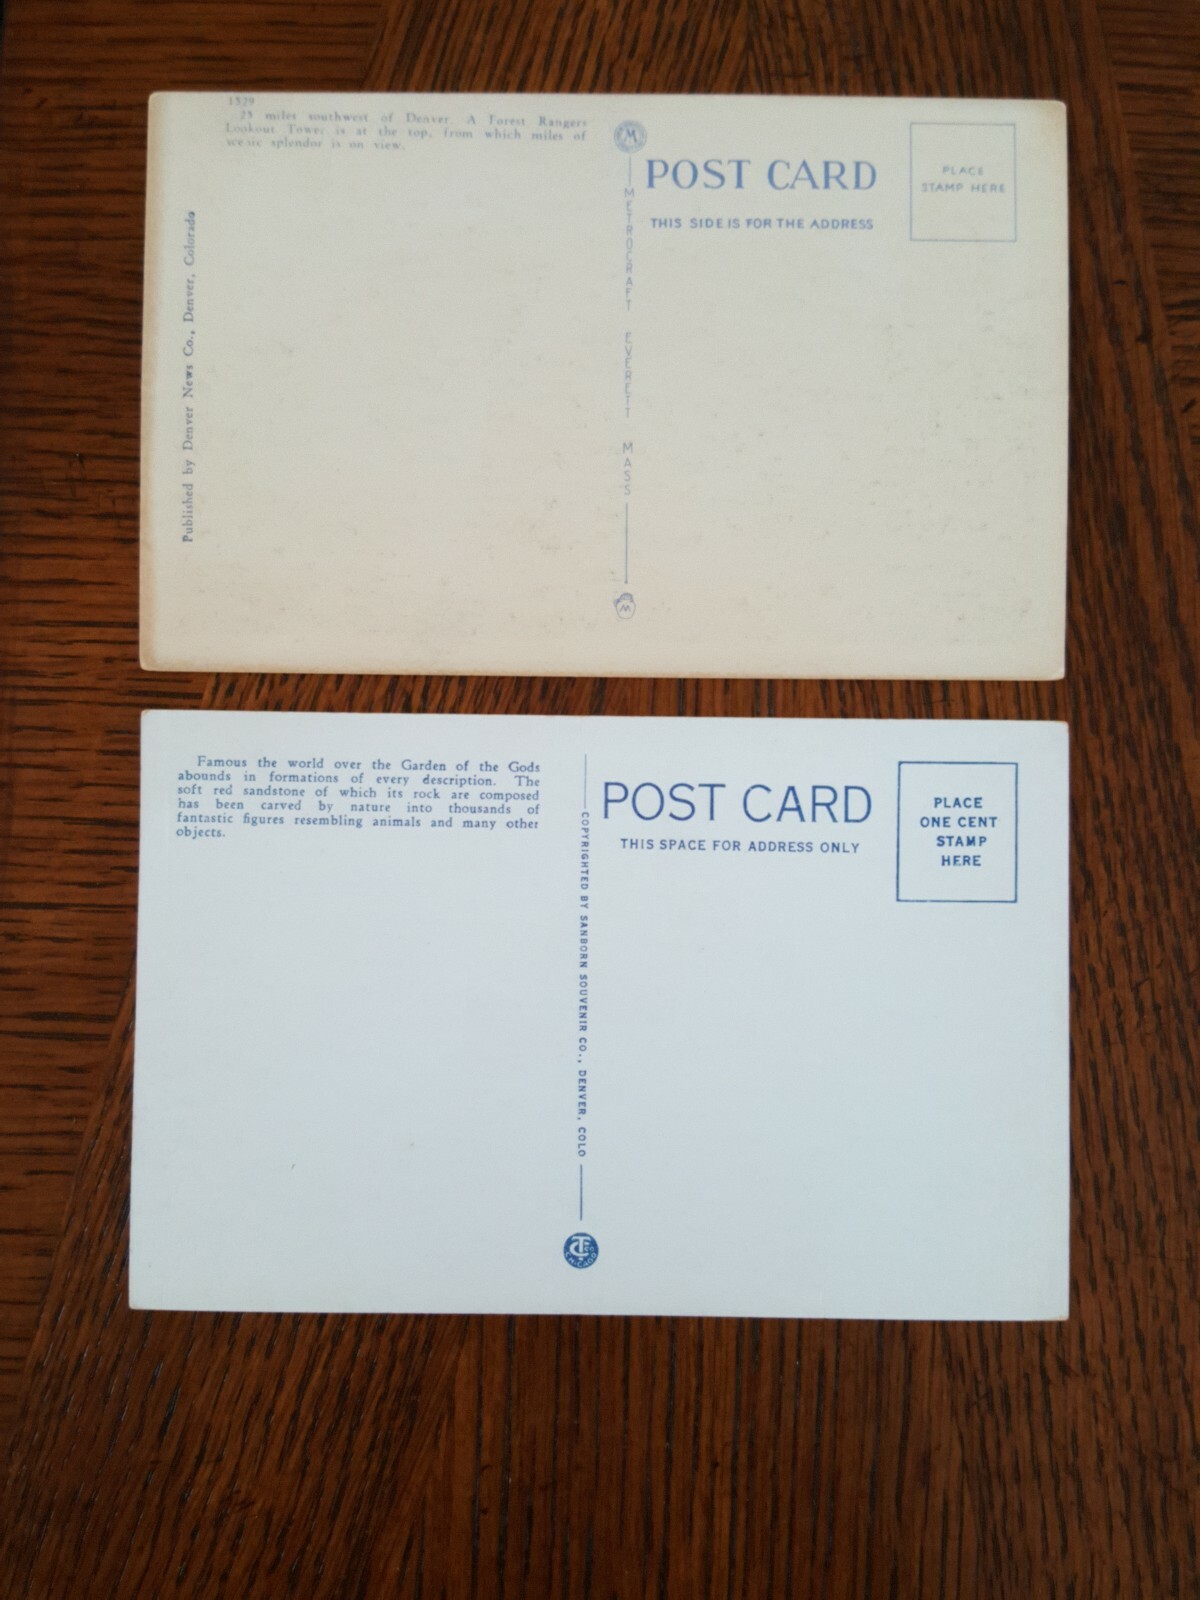 1529
25 miles southwest of Denver. A Forest Rangers
Lookout Tower is at the top, from which miles of
scenic splendor is on view.
Published by Denver News Co., Denver, Colorado
M
METROCRAFT EVERETT MASS
M
POST CARD
THIS SIDE IS FOR THE ADDRESS
PLACE
STAMP HERE
Famous the world over the Garden of the Gods
abounds in formations of every description. The
soft red sandstone of which its rock are composed
has been carved by nature into thousands of
fantastic figures resembling animals and many other
objects.
COPYRIGHTED BY SANBORN SOUVENIR CO., DENVER, COLO
CHICAGO
POST CARD
THIS SPACE FOR ADDRESS ONLY
PLACE
ONE CENT
STAMP
HERE